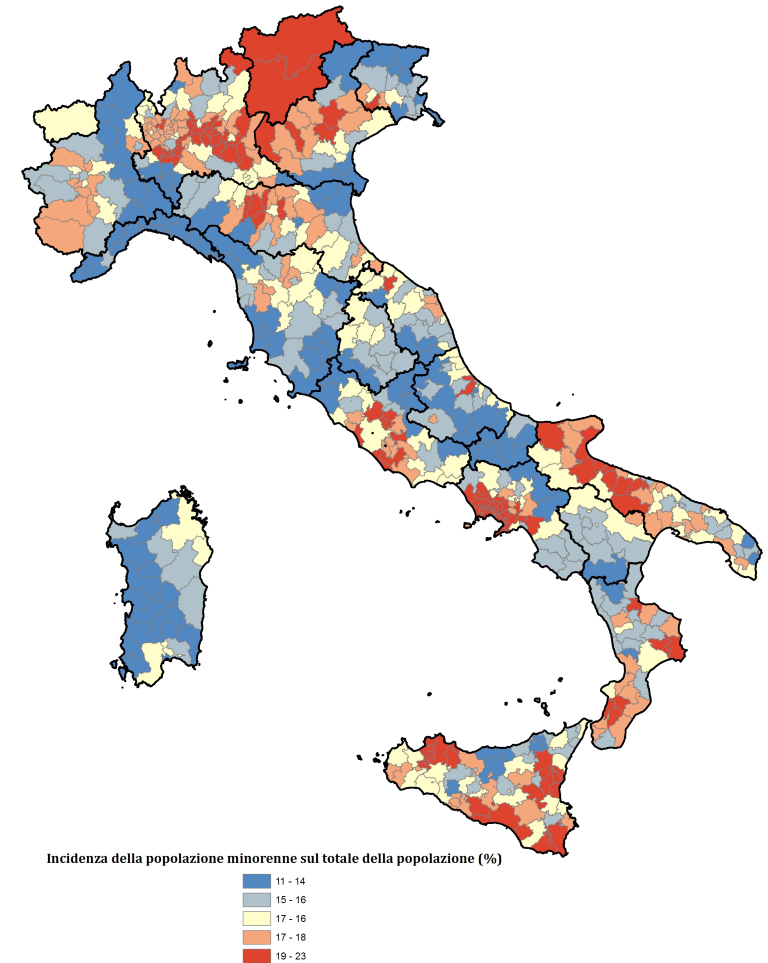 Incidenza della popolazione minorenne sul totale della popolazione (%)
11 - 14
15 - 16
17 - 16
17 - 18
19 - 23